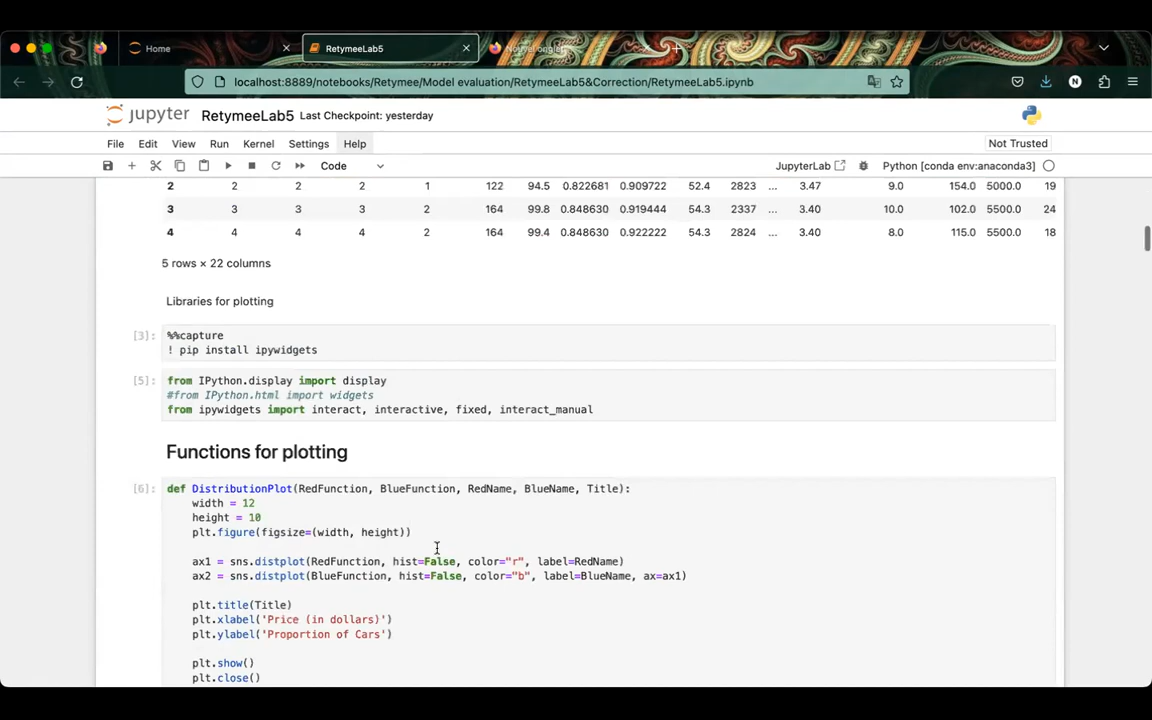 Home
RetymeeLab5
Nouvel onglet
localhost:8889/notebooks/Retymee/Model evaluation/RetymeeLab5&Correction/RetymeeLab5.ipynb
N
jupyter RetymeeLab5 Last Checkpoint: yesterday
File Edit View Run Kernel Settings Help Not Trusted
Code JupyterLab Python [conda env:anaconda3]
2 2 2 2 1 122 94.5 0.822681 0.909722 52.4 2823 ... 3.47 9.0 154.0 5000.0 19
3 3 3 3 2 164 99.8 0.848630 0.919444 54.3 2337 ... 3.40 10.0 102.0 5500.0 24
4 4 4 4 2 164 99.4 0.848630 0.922222 54.3 2824 ... 3.40 8.0 115.0 5500.0 18
5 rows × 22 columns
Libraries for plotting
[3]: %%capture
! pip install ipywidgets
[5]: from IPython.display import display
#from IPython.html import widgets
from ipywidgets import interact, interactive, fixed, interact_manual
Functions for plotting
[6]: def DistributionPlot(RedFunction, BlueFunction, RedName, BlueName, Title):
width = 12
height = 10
plt.figure(figsize=(width, height))
ax1 = sns.distplot(RedFunction, hist=False, color="r", label=RedName)
ax2 = sns.distplot(BlueFunction, hist=False, color="b", label=BlueName, ax=ax1)
plt.title(Title)
plt.xlabel('Price (in dollars)')
plt.ylabel('Proportion of Cars')
plt.show()
plt.close()